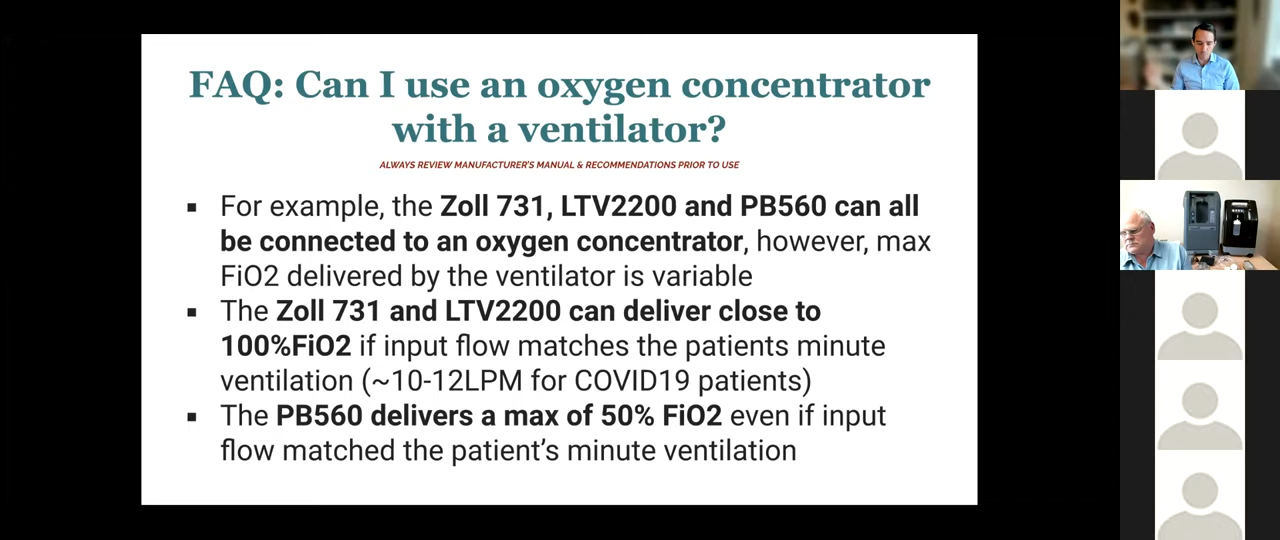 FAQ: Can I use an oxygen concentrator
with a ventilator?
ALWAYS REVIEW MANUFACTURER'S MANUAL & RECOMMENDATIONS PRIOR TO USE
▪ For example, the Zoll 731, LTV2200 and PB560 can all
be connected to an oxygen concentrator, however, max
FiO2 delivered by the ventilator is variable
▪ The Zoll 731 and LTV2200 can deliver close to
100%FiO2 if input flow matches the patients minute
ventilation (~10-12LPM for COVID19 patients)
▪ The PB560 delivers a max of 50% FiO2 even if input
flow matched the patient’s minute ventilation